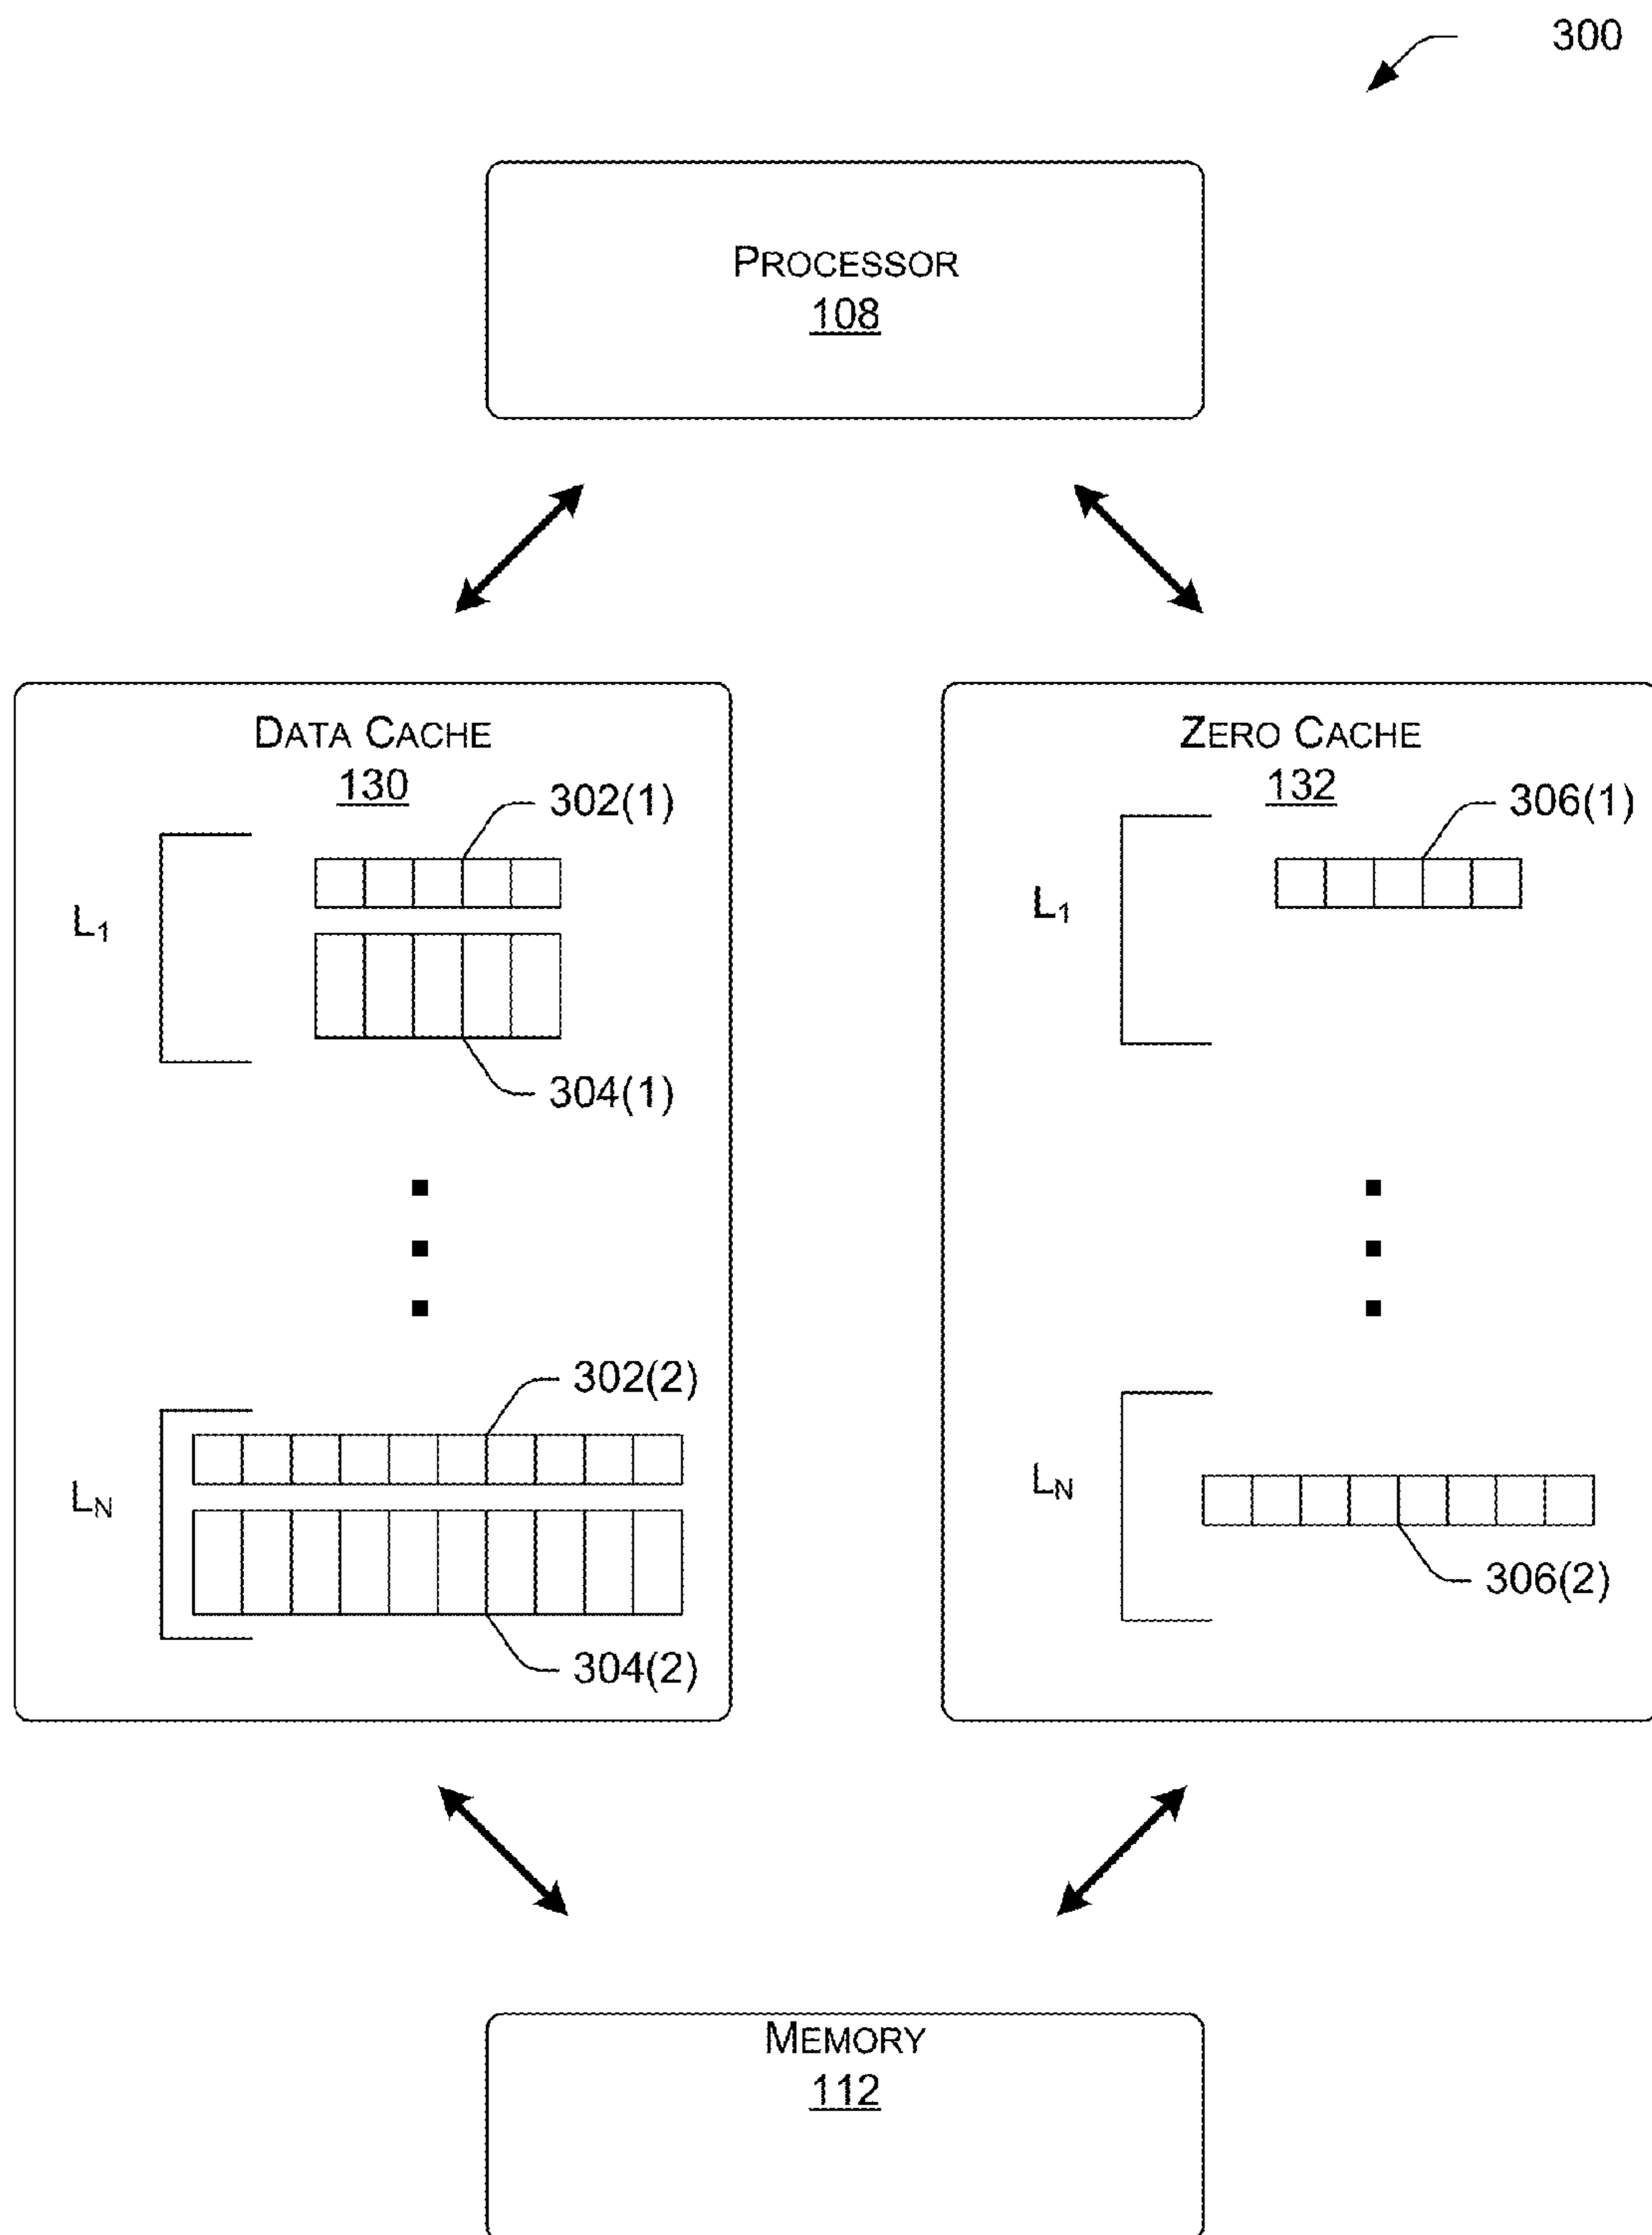 300
PROCESSOR
108
DATA CACHE
130
302(1)
L1
304(1)
302(2)
LN
304(2)
ZERO CACHE
132
306(1)
L1
LN
306(2)
MEMORY
112